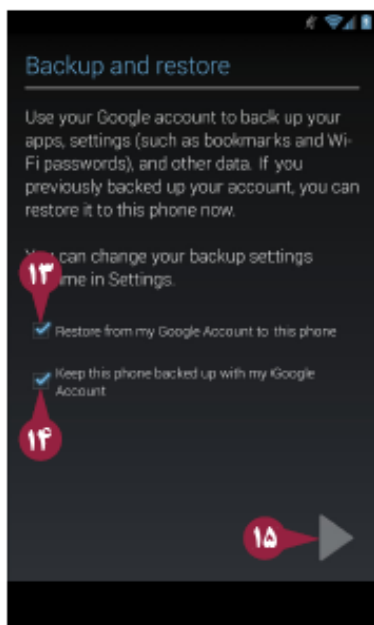 Backup and restore
Use your Google account to back up your
apps, settings (such as bookmarks and Wi-
Fi passwords), and other data. If you
previously backed up your account, you can
restore it to this phone now.
can change your backup settings
me in Settings.
۱۳
Restore from my Google Account to this phone
Keep this phone backed up with my Google
Account
۱۴
۱۵